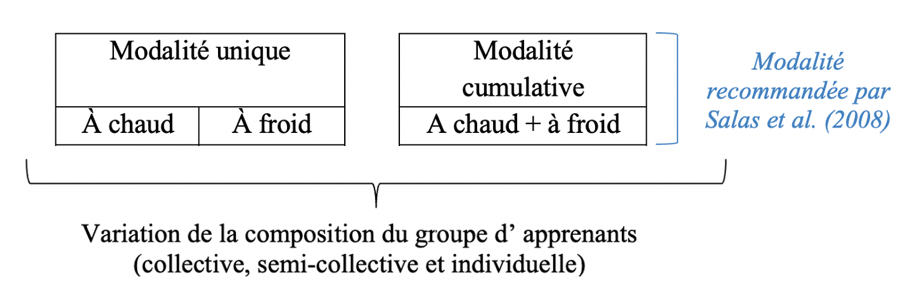 Modalité unique
À chaud
À froid
Modalité
cumulative
A chaud + à froid
Modalité
recommandée par
Salas et al. (2008)
Variation de la composition du groupe d’ apprenants
(collective, semi-collective et individuelle)